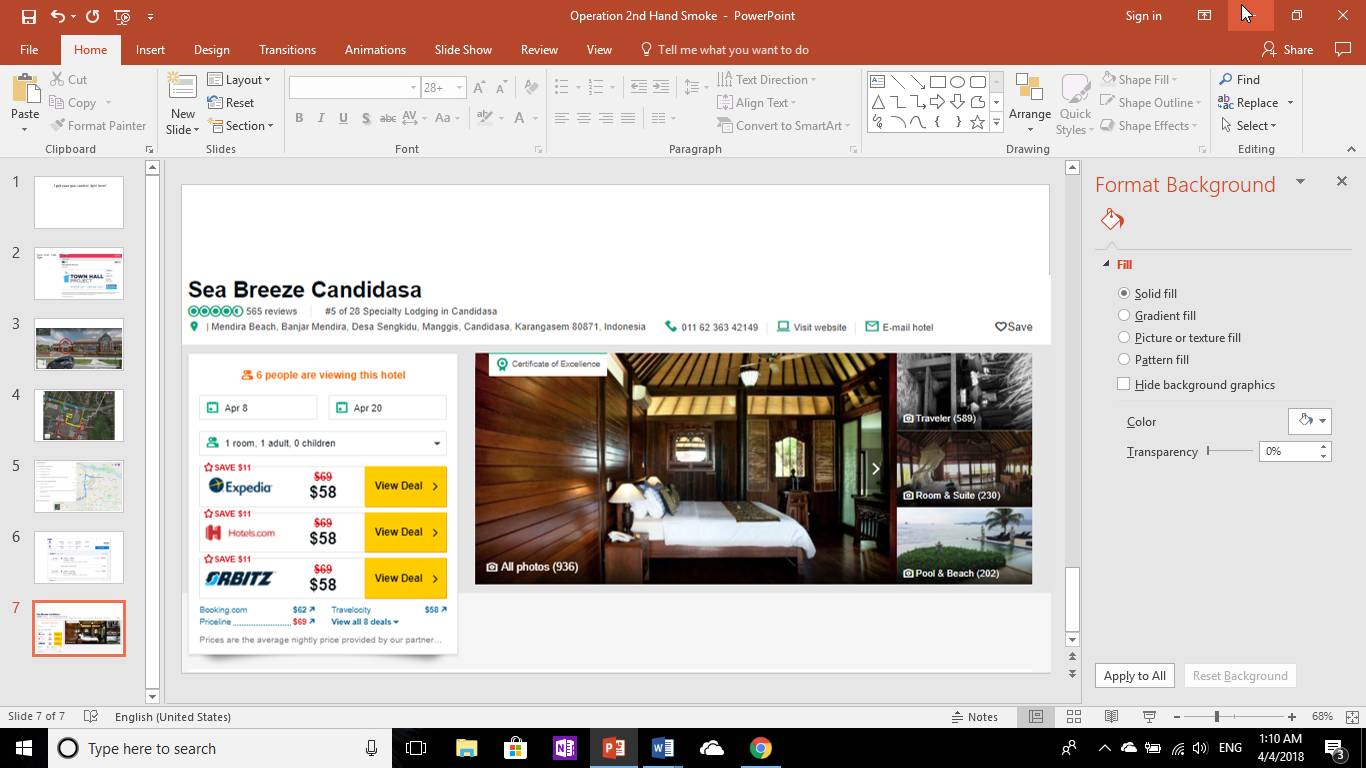 Operation 2nd Hand Smoke - PowerPoint
Sign in
File Home Insert Design Transitions Animations Slide Show Review View Tell me what you want to do Share
Paste
Cut
Copy
Format Painter
Clipboard
New Slide
Layout
Reset
Section
Slides
28+
B I U S abc AV Aa A
Font
Text Direction
Align Text
Convert to SmartArt
Paragraph
Arrange
Quick Styles
Shape Fill
Shape Outline
Shape Effects
Drawing
Find
Replace
Select
Editing
1
2
TOWN HALL
PROJECT
3
4
5
6
7
Sea Breeze Candidasa
565 reviews #5 of 28 Specialty Lodging in Candidasa
| Mendira Beach, Banjar Mendira, Desa Sengkidu, Manggis, Candidasa, Karangasem 80871, Indonesia 011 62 363 42149 Visit website E-mail hotel Save
6 people are viewing this hotel
Apr 8 Apr 20
1 room, 1 adult, 0 children
SAVE $11
Expedia $69 $58 View Deal
SAVE $11
Hotels.com $69 $58 View Deal
SAVE $11
ORBITZ $69 $58 View Deal
Booking.com $62 Travelocity $58
Priceline $69 View all 8 deals
Prices are the average nightly price provided by our partner...
Certificate of Excellence
All photos (936)
Traveler (589)
Room & Suite (230)
Pool & Beach (202)
Format Background
Fill
Solid fill
Gradient fill
Picture or texture fill
Pattern fill
Hide background graphics
Color
Transparency 0%
Apply to All Reset Background
Slide 7 of 7 English (United States) Notes 68%
Type here to search
ENG
1:10 AM
4/4/2018
3